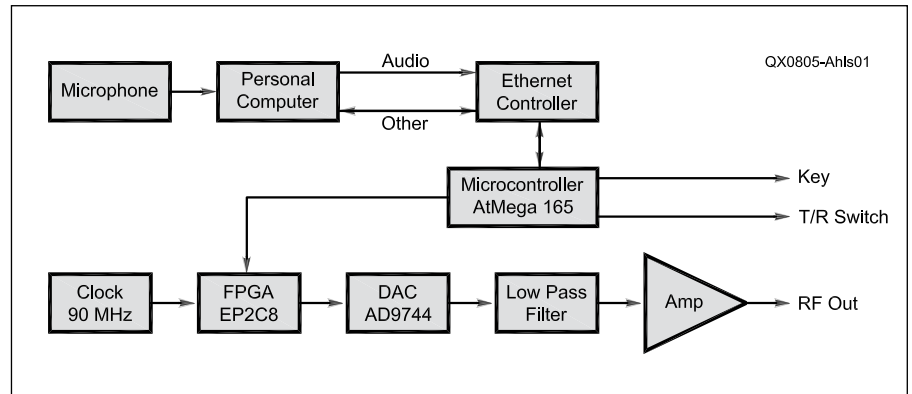 QX0805-Ahls01
Microphone
Personal
Computer
Audio
Other
Ethernet
Controller
Microcontroller
AtMega 165
Key
T/R Switch
Clock
90 MHz
FPGA
EP2C8
DAC
AD9744
Low Pass
Filter
Amp
RF Out